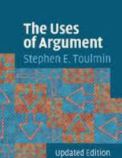 The Uses
of Argument
Stephen E. Toulmin
Updated Edition